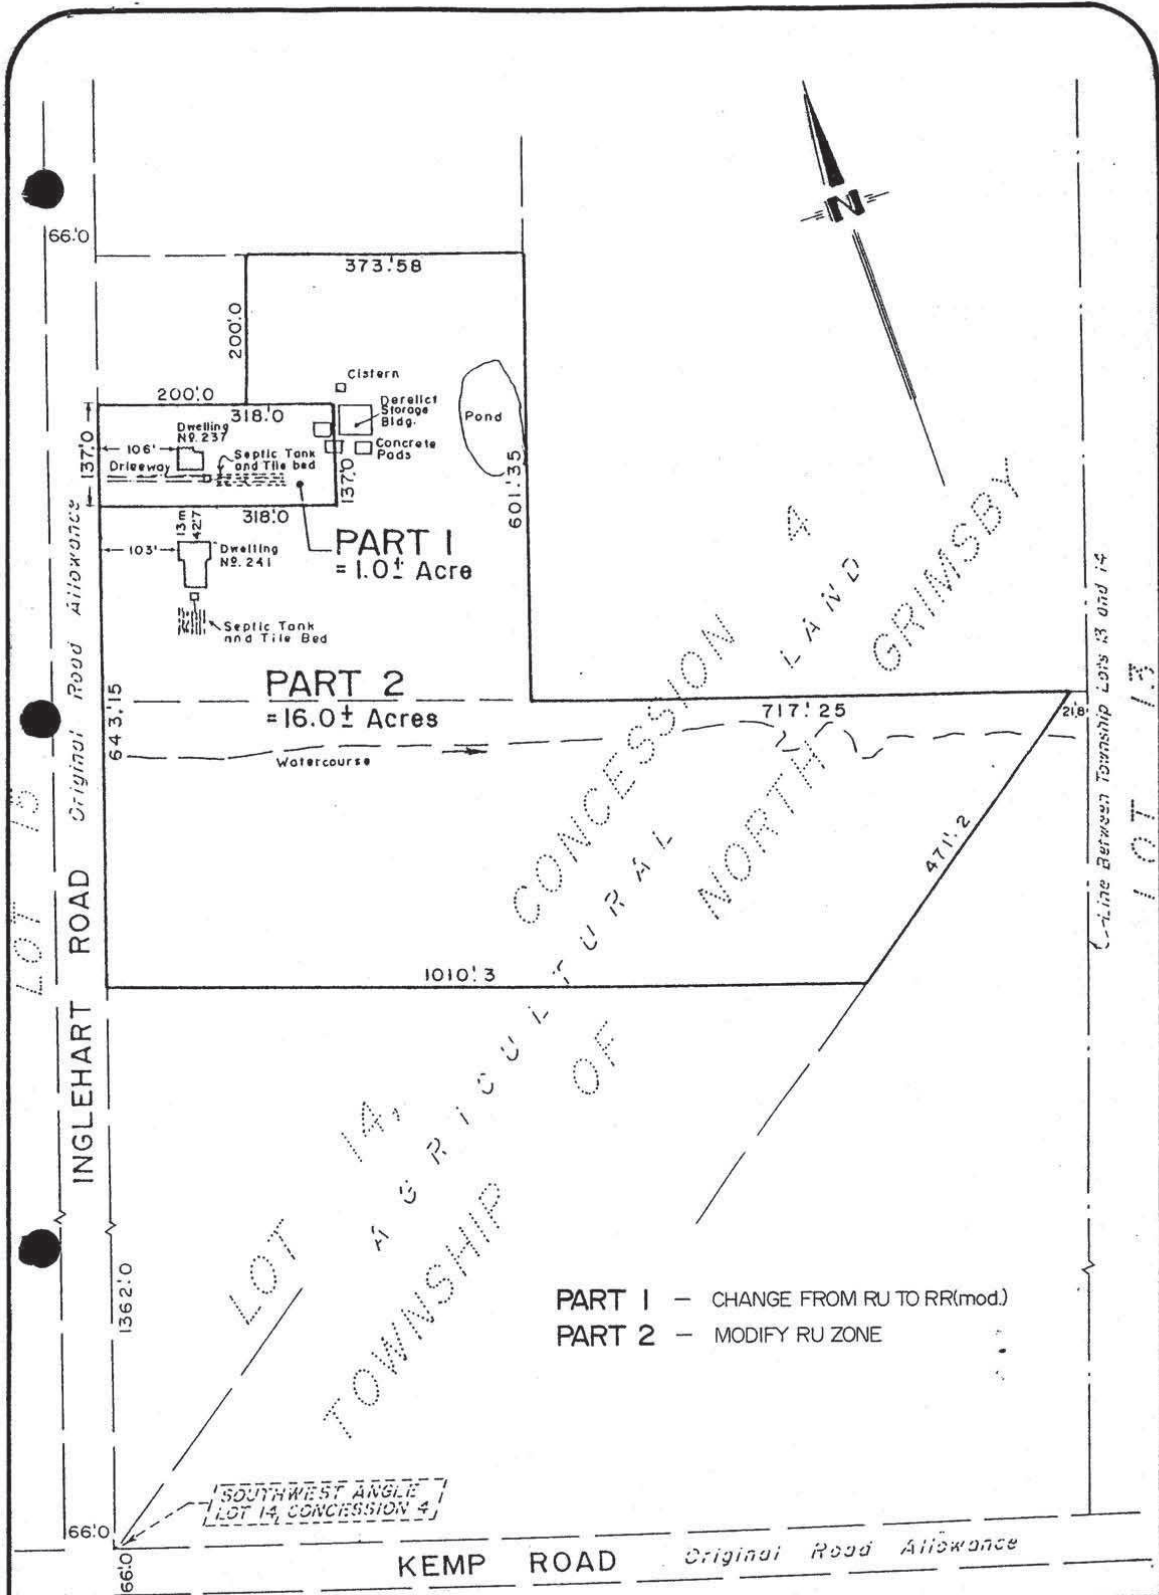 66.'0
373.'58
N
200.'0
Cistern
200.'0
318.'0
Derelict
Storage
Bldg.
Pond
137.'0
Dwelling
Nº. 237
106'
Septic Tank
and Tile bed
Concrete
Pads
Driveway
137.'0
601.'35
318.'0
13 m
42.'7
103'
Dwelling
Nº. 241
PART 1
= 1.0± Acre
Septic Tank
and Tile Bed
PART 2
= 16.0± Acres
643.'15
717.'25
21.'8
Watercourse
471.'2
1010.'3
INGLEHART ROAD
Original Road Allowance
LOT 15
LOT 13
Line Between Township Lots 13 and 14
LOT 14, CONCESSION 4
AGRICULTURAL LAND
TOWNSHIP OF NORTH GRIMSBY
1362.'0
PART 1 – CHANGE FROM RU TO RR(mod.)
PART 2 – MODIFY RU ZONE
SOUTHWEST ANGLE
LOT 14, CONCESSION 4
66.'0
66.'0
KEMP ROAD Original Road Allowance